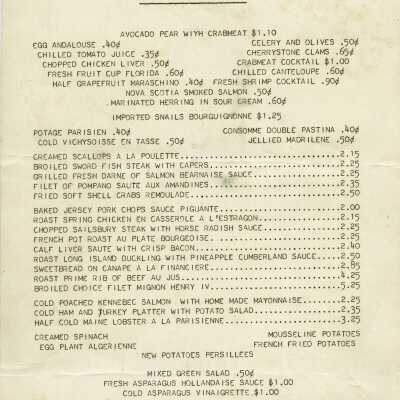 AVOCADO PEAR WIYH CRABMEAT $1.10
EGG ANDALOUSE .40¢ CELERY AND OLIVES .50¢
CHILLED TOMATO JUICE .35¢ CHERRYSTONE CLAMS .65¢
CHOPPED CHICKEN LIVER .50¢ CRABMEAT COCKTAIL $1.00
FRESH FRUIT CUP FLORIDA .60¢ CHILLED CANTELOUPE .60¢
HALF GRAPEFRUIT MARASCHINO .40¢ FRESH SHRIMP COCKTAIL .90¢
NOVA SCOTIA SMOKED SALMON .50¢
MARINATED HERRING IN SOUR CREAM .60¢
IMPORTED SNAILS BOURGUIGNONNE $1.25
POTAGE PARISIEN .40¢ CONSOMME DOUBLE PASTINA .40¢
COLD VICHYSOISSE EN TASSE .50¢ JELLIED MADRILENE .50¢
CREAMED SCALLOPS A LA POULETTE 2.15
BROILED SWORD FISH STEAK WITH CAPERS 2.25
GRILLED FRESH DARNE OF SALMON BEARNAISE SAUCE 2.25
FILET OF POMPANO SAUTE AUX AMANDINES 2.35
FRIED SOFT SHELL CRABS REMOULADE 2.50
BAKED JERSEY PORK CHOPS SAUCE PIQUANTE 2.00
ROAST SPRING CHICKEN EN CASSEROLE A L'ESTRAGON 2.15
CHOPPED SAILSBURY STEAK WITH HORSE RADISH SAUCE 2.25
FRENCH POT ROAST AU PLATE BOURGEOISE 2.25
CALF LIVER SAUTE WITH CRISP BACON 2.40
ROAST LONG ISLAND DUCKLING WITH PINEAPPLE CUMBERLAND SAUCE 2.50
SWEETBREAD ON CANAPE A LA FINANCIERE 2.85
ROAST PRIME RIB OF BEEF AU JUS 4.25
BROILED CHOICE FILET MIGNON HENRY IV 5.25
COLD POACHED KENNEBEC SALMON WITH HOME MADE MAYONNAISE 2.25
COLD HAM AND TURKEY PLATTER WITH POTATO SALAD 2.35
HALF COLD MAINE LOBSTER A LA PARISIENNE 3.25
CREAMED SPINACH MOUSSELINE POTATOES
EGG PLANT ALGERIENNE FRENCH FRIED POTATOES
NEW POTATOES PERSILLEES
MIXED GREEN SALAD .50¢
FRESH ASPARAGUS HOLLANDAISE SAUCE $1.00
COLD ASPARAGUS VINAIGRETTE $1.00